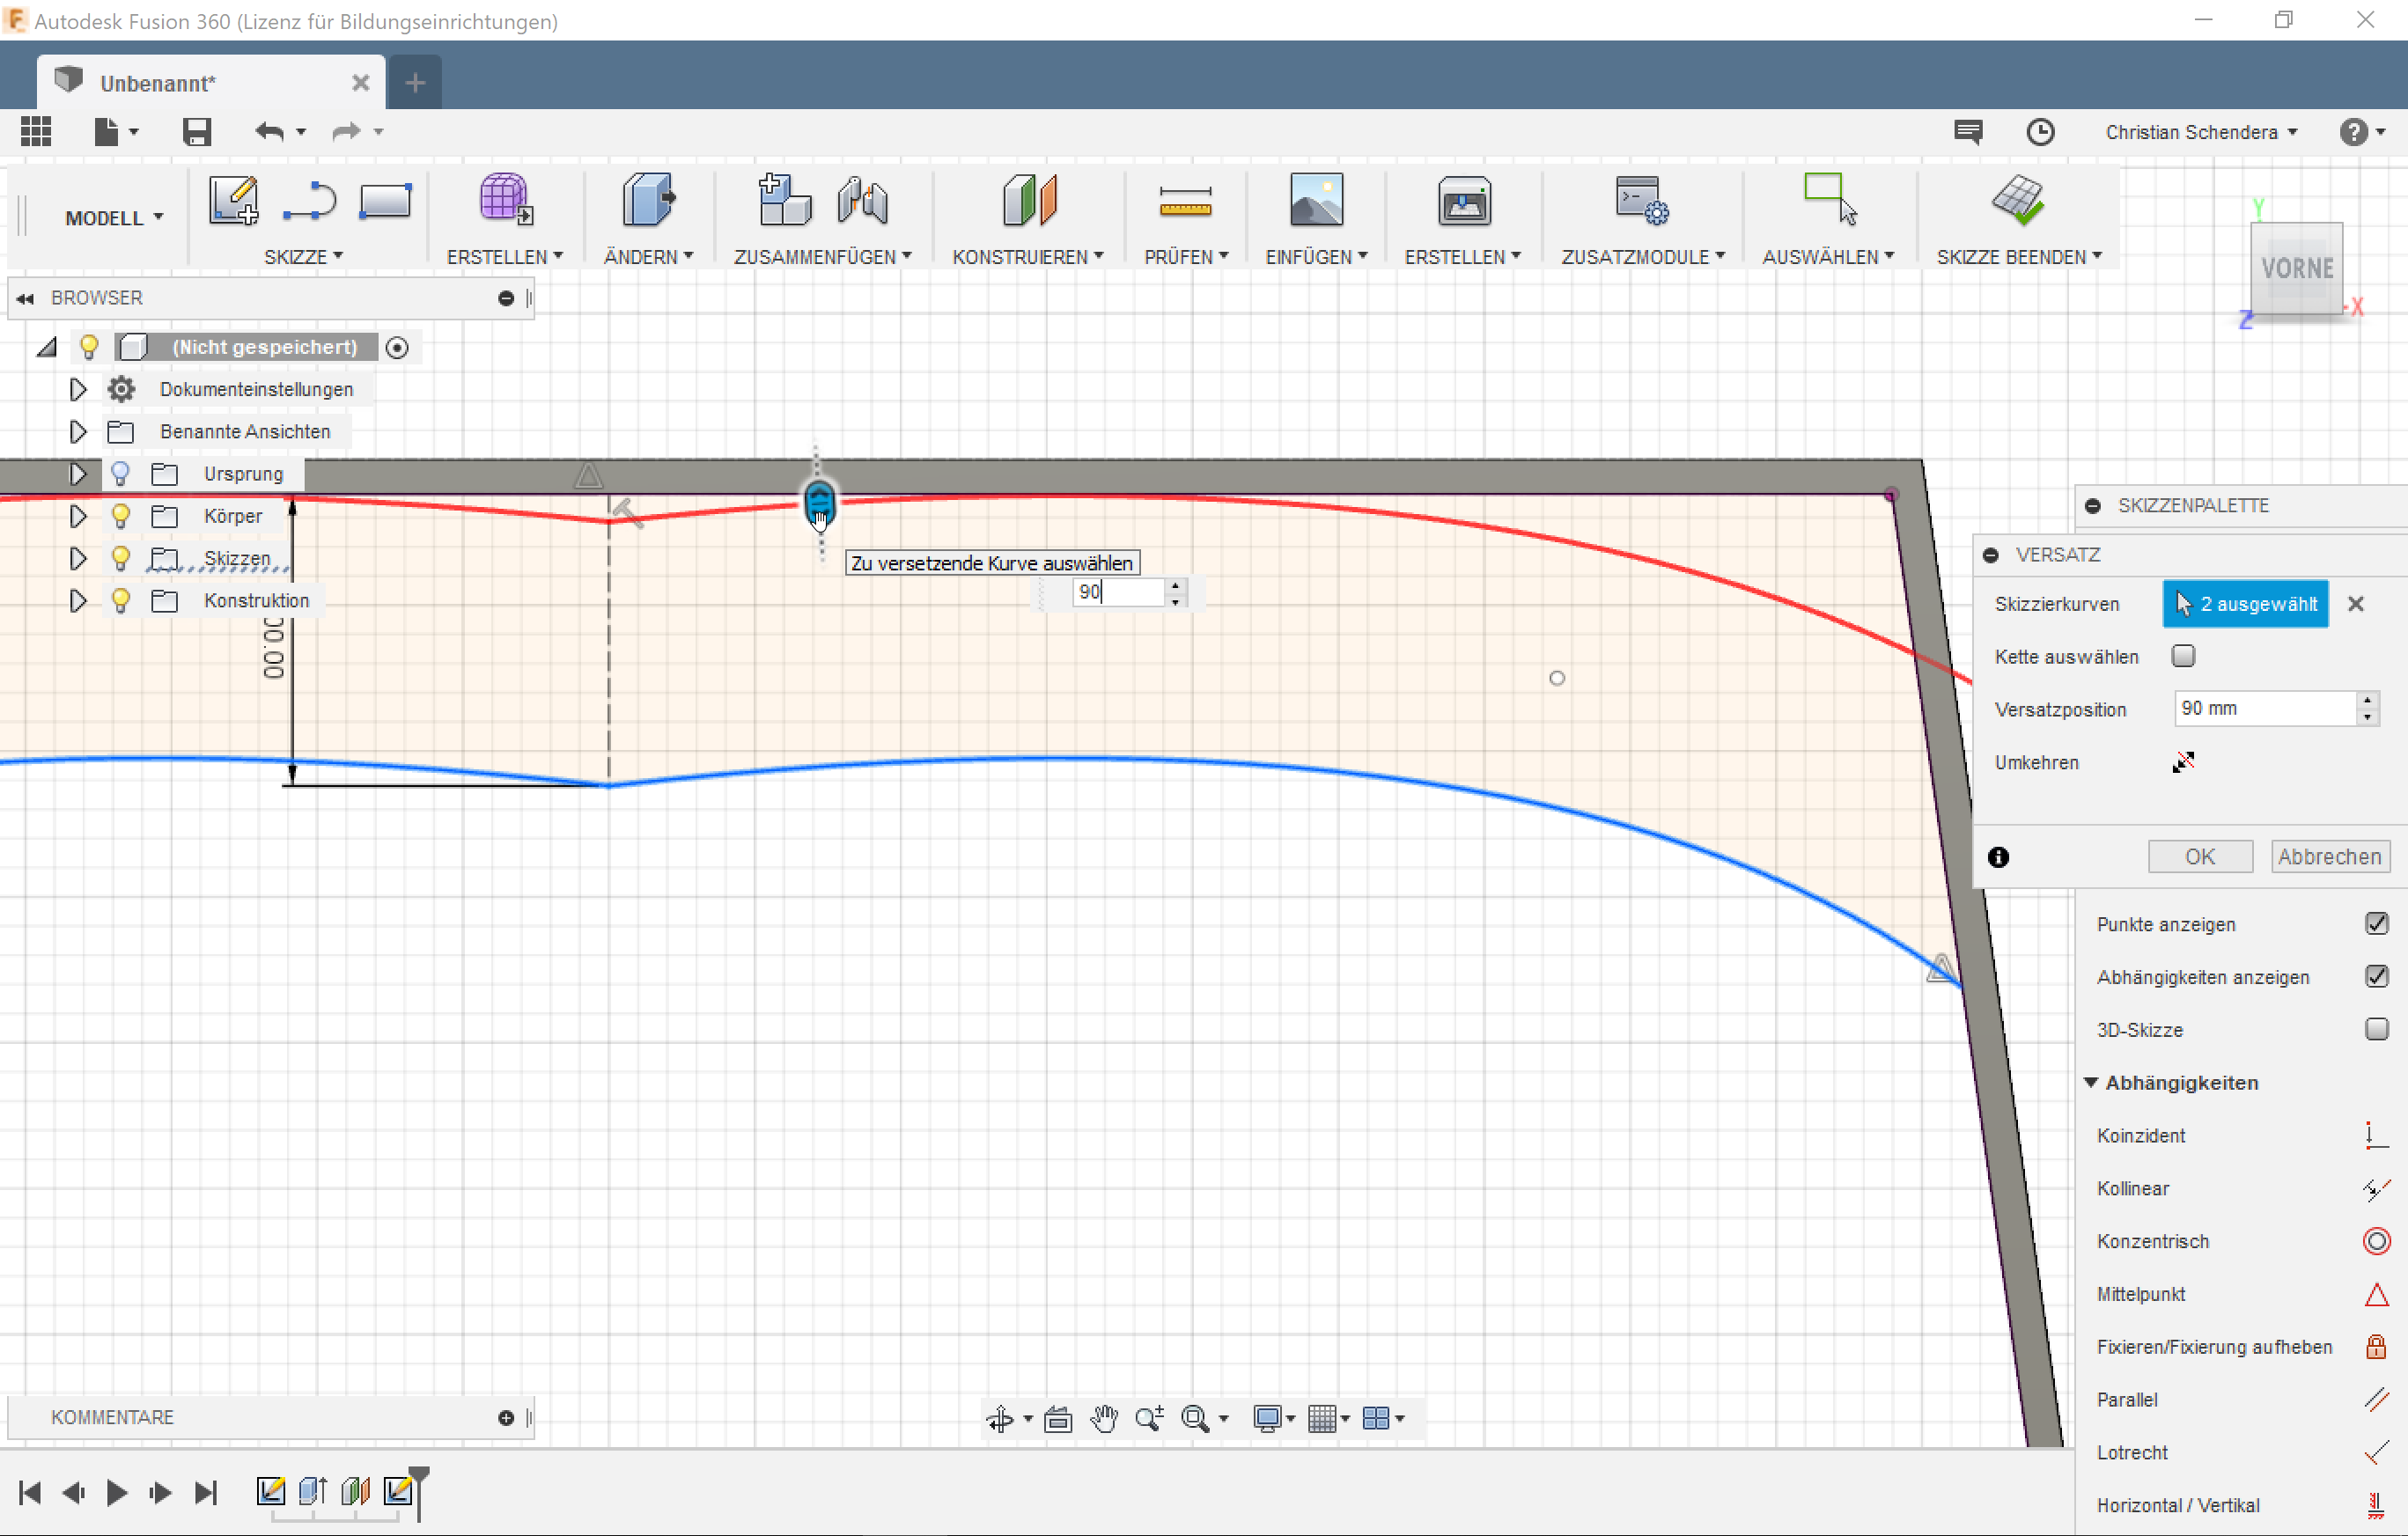 Autodesk Fusion 360 (Lizenz für Bildungseinrichtungen)
Unbenannt*
Christian Schendera
MODELL
SKIZZE
ERSTELLEN
ÄNDERN
ZUSAMMENFÜGEN
KONSTRUIEREN
PRÜFEN
EINFÜGEN
ERSTELLEN
ZUSATZMODULE
AUSWÄHLEN
SKIZZE BEENDEN
Y
VORNE
X
Z
BROWSER
(Nicht gespeichert)
Dokumenteinstellungen
Benannte Ansichten
Ursprung
Körper
Skizzen
Konstruktion
00.00
Zu versetzende Kurve auswählen
90
SKIZZENPALETTE
VERSATZ
Skizzierkurven
2 ausgewählt
Kette auswählen
Versatzposition
90 mm
Umkehren
OK
Abbrechen
Punkte anzeigen
Abhängigkeiten anzeigen
3D-Skizze
Abhängigkeiten
Koinzident
Kollinear
Konzentrisch
Mittelpunkt
Fixieren/Fixierung aufheben
Parallel
Lotrecht
Horizontal / Vertikal
KOMMENTARE